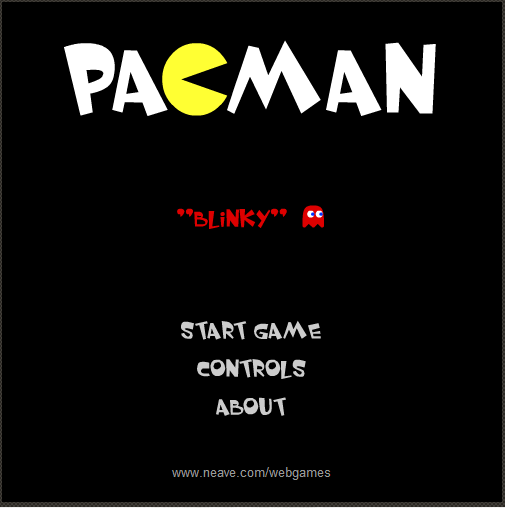 PACMAN
"BLiNKY"
START GAME
CONTROLS
ABOUT
www.neave.com/webgames